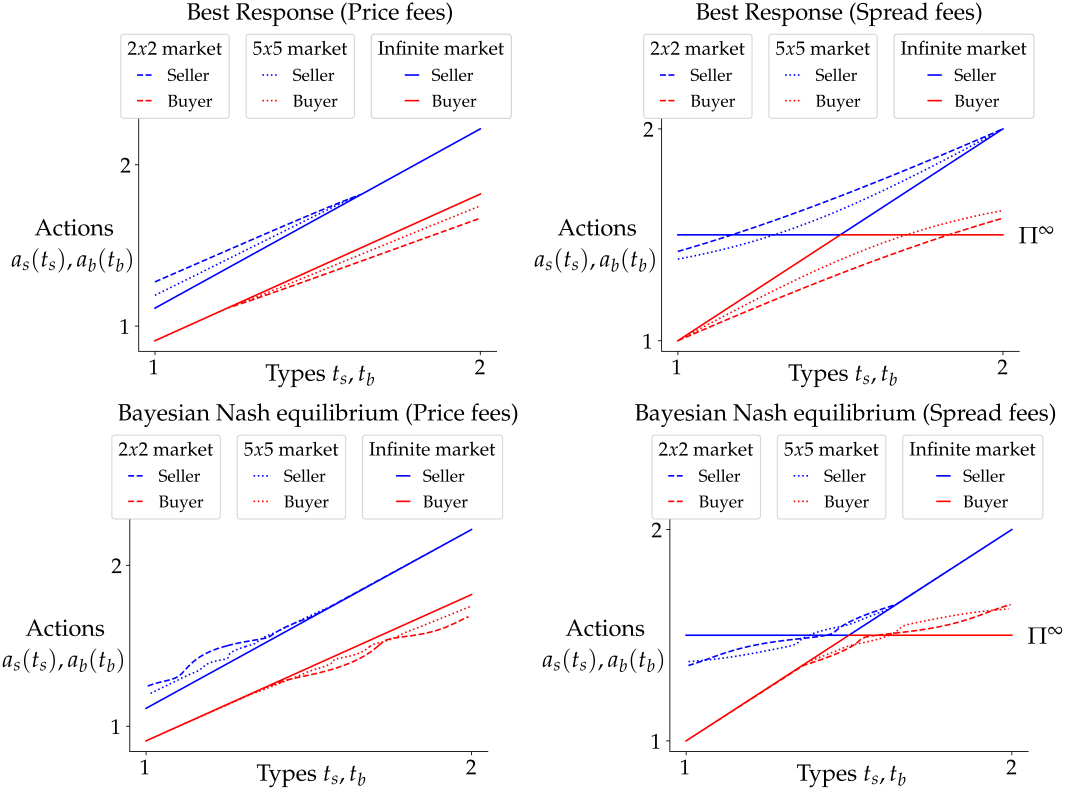 Best Response (Price fees)
2x2 market
Seller
Buyer
5x5 market
Seller
Buyer
Infinite market
Seller
Buyer
2
1
Actions
a_s(t_s), a_b(t_b)
1
2
Types t_s, t_b
Best Response (Spread fees)
2x2 market
Seller
Buyer
5x5 market
Seller
Buyer
Infinite market
Seller
Buyer
2
1
Actions
a_s(t_s), a_b(t_b)
Π^∞
1
2
Types t_s, t_b
Bayesian Nash equilibrium (Price fees)
2x2 market
Seller
Buyer
5x5 market
Seller
Buyer
Infinite market
Seller
Buyer
2
1
Actions
a_s(t_s), a_b(t_b)
1
2
Types t_s, t_b
Bayesian Nash equilibrium (Spread fees)
2x2 market
Seller
Buyer
5x5 market
Seller
Buyer
Infinite market
Seller
Buyer
2
1
Actions
a_s(t_s), a_b(t_b)
Π^∞
1
2
Types t_s, t_b